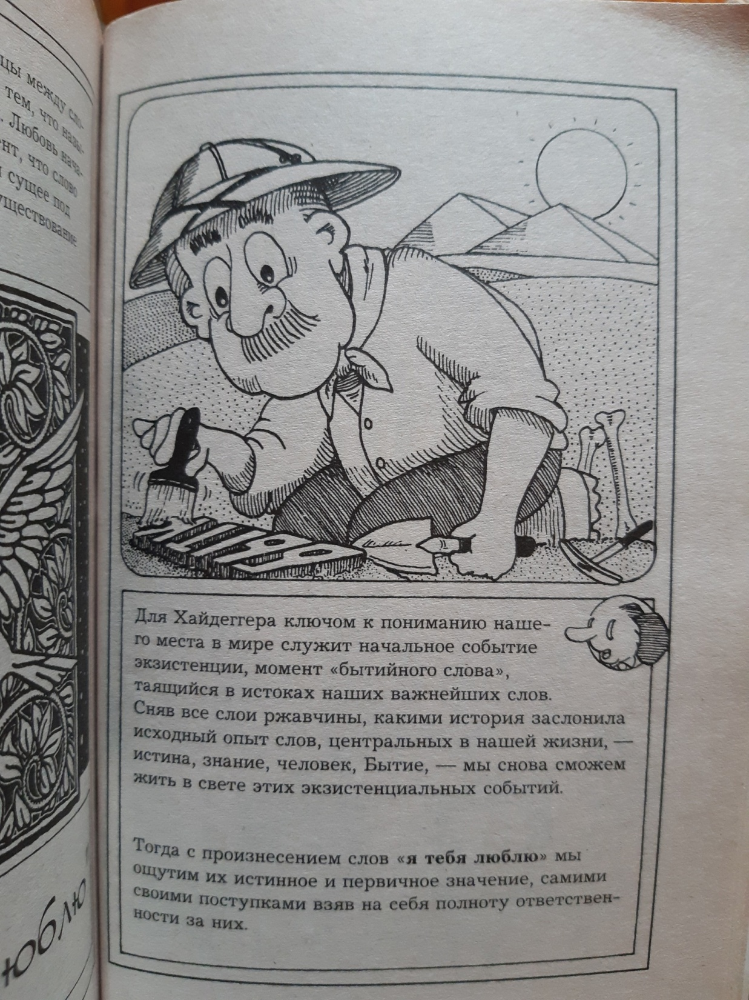 цы между сло-
тем, что назы-
. Любовь нача-
ент, что слово
сущее под
уществование
юблю
Для Хайдеггера ключом к пониманию наше-
го места в мире служит начальное событие
экзистенции, момент «бытийного слова»,
таящийся в истоках наших важнейших слов.
Сняв все слои ржавчины, какими история заслонила
исходный опыт слов, центральных в нашей жизни, —
истина, знание, человек, Бытие, — мы снова сможем
жить в свете этих экзистенциальных событий.
Тогда с произнесением слов «я тебя люблю» мы
ощутим их истинное и первичное значение, самими
своими поступками взяв на себя полноту ответствен-
ности за них.